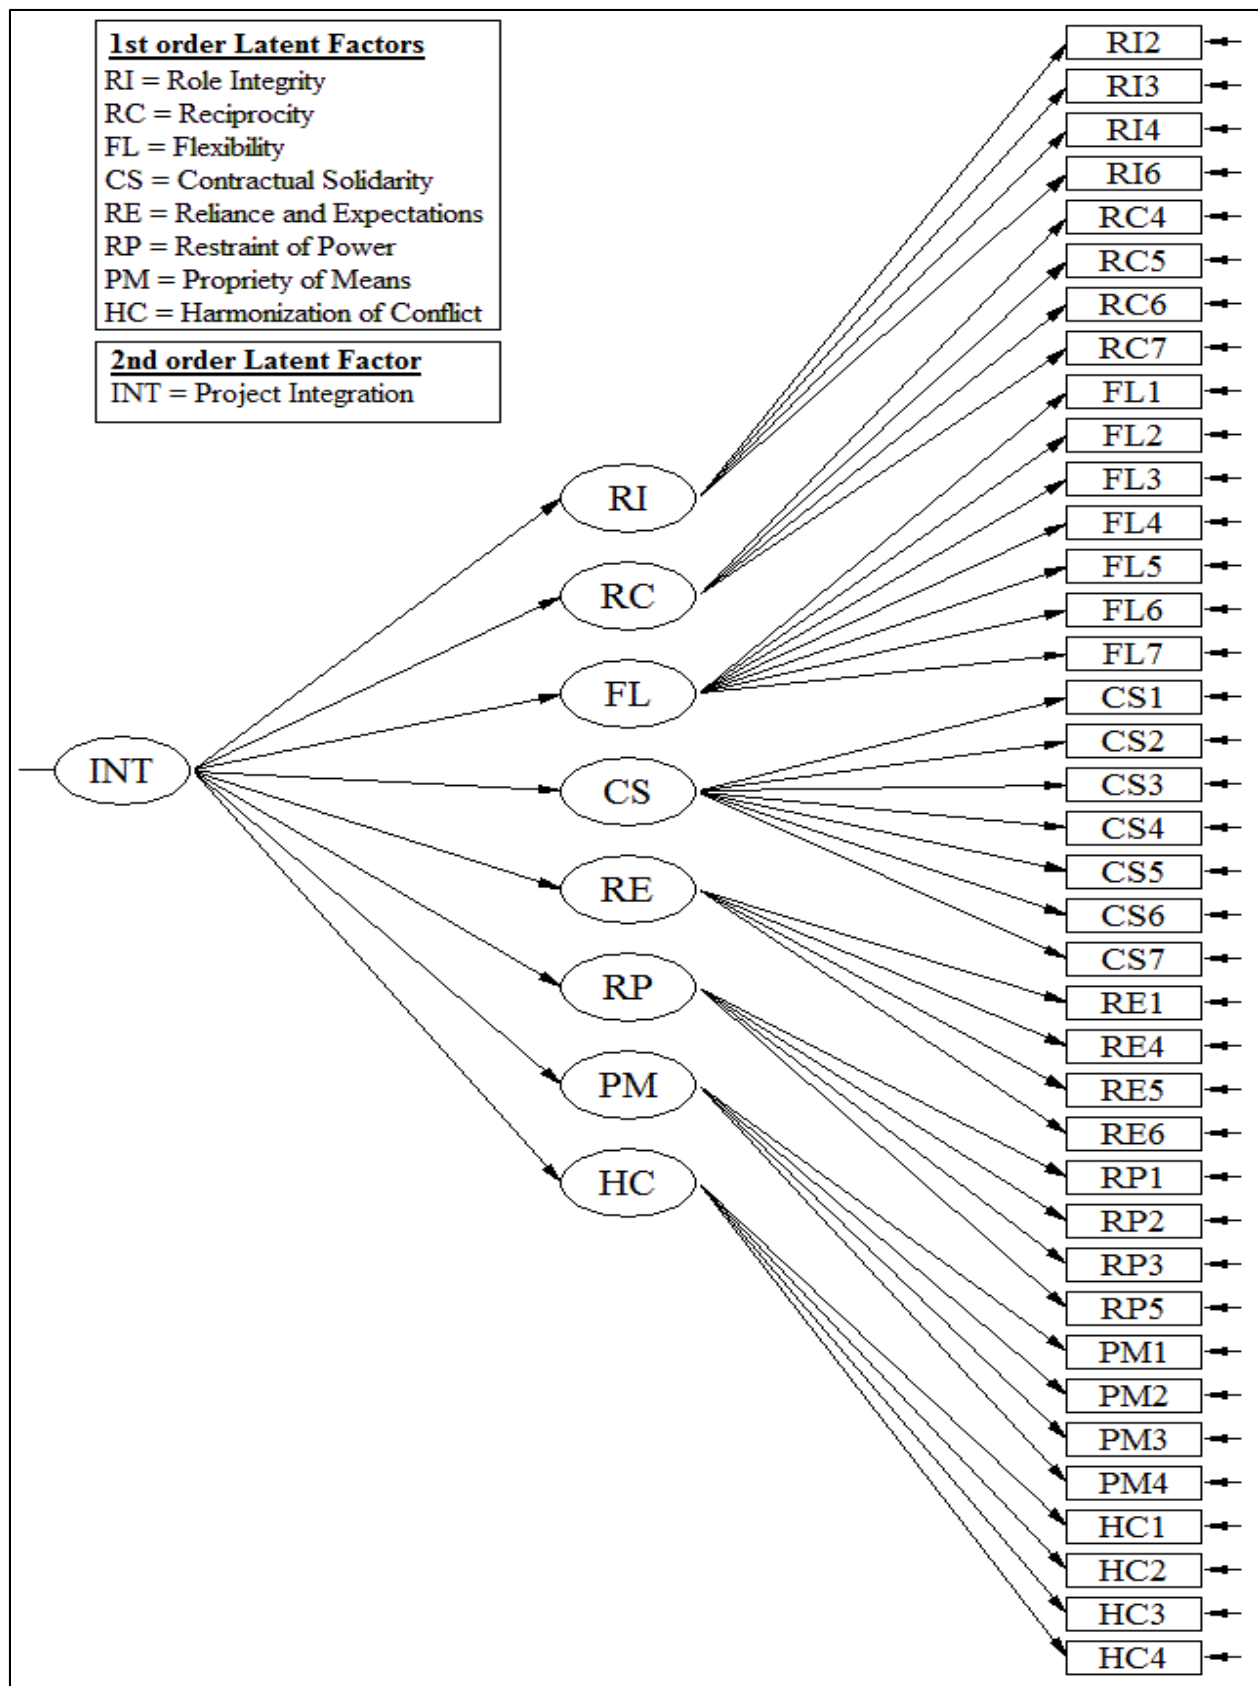 1st order Latent Factors
RI = Role Integrity
RC = Reciprocity
FL = Flexibility
CS = Contractual Solidarity
RE = Reliance and Expectations
RP = Restraint of Power
PM = Propriety of Means
HC = Harmonization of Conflict
2nd order Latent Factor
INT = Project Integration
INT
RI
RC
FL
CS
RE
RP
PM
HC
RI2
RI3
RI4
RI6
RC4
RC5
RC6
RC7
FL1
FL2
FL3
FL4
FL5
FL6
FL7
CS1
CS2
CS3
CS4
CS5
CS6
CS7
RE1
RE4
RE5
RE6
RP1
RP2
RP3
RP5
PM1
PM2
PM3
PM4
HC1
HC2
HC3
HC4